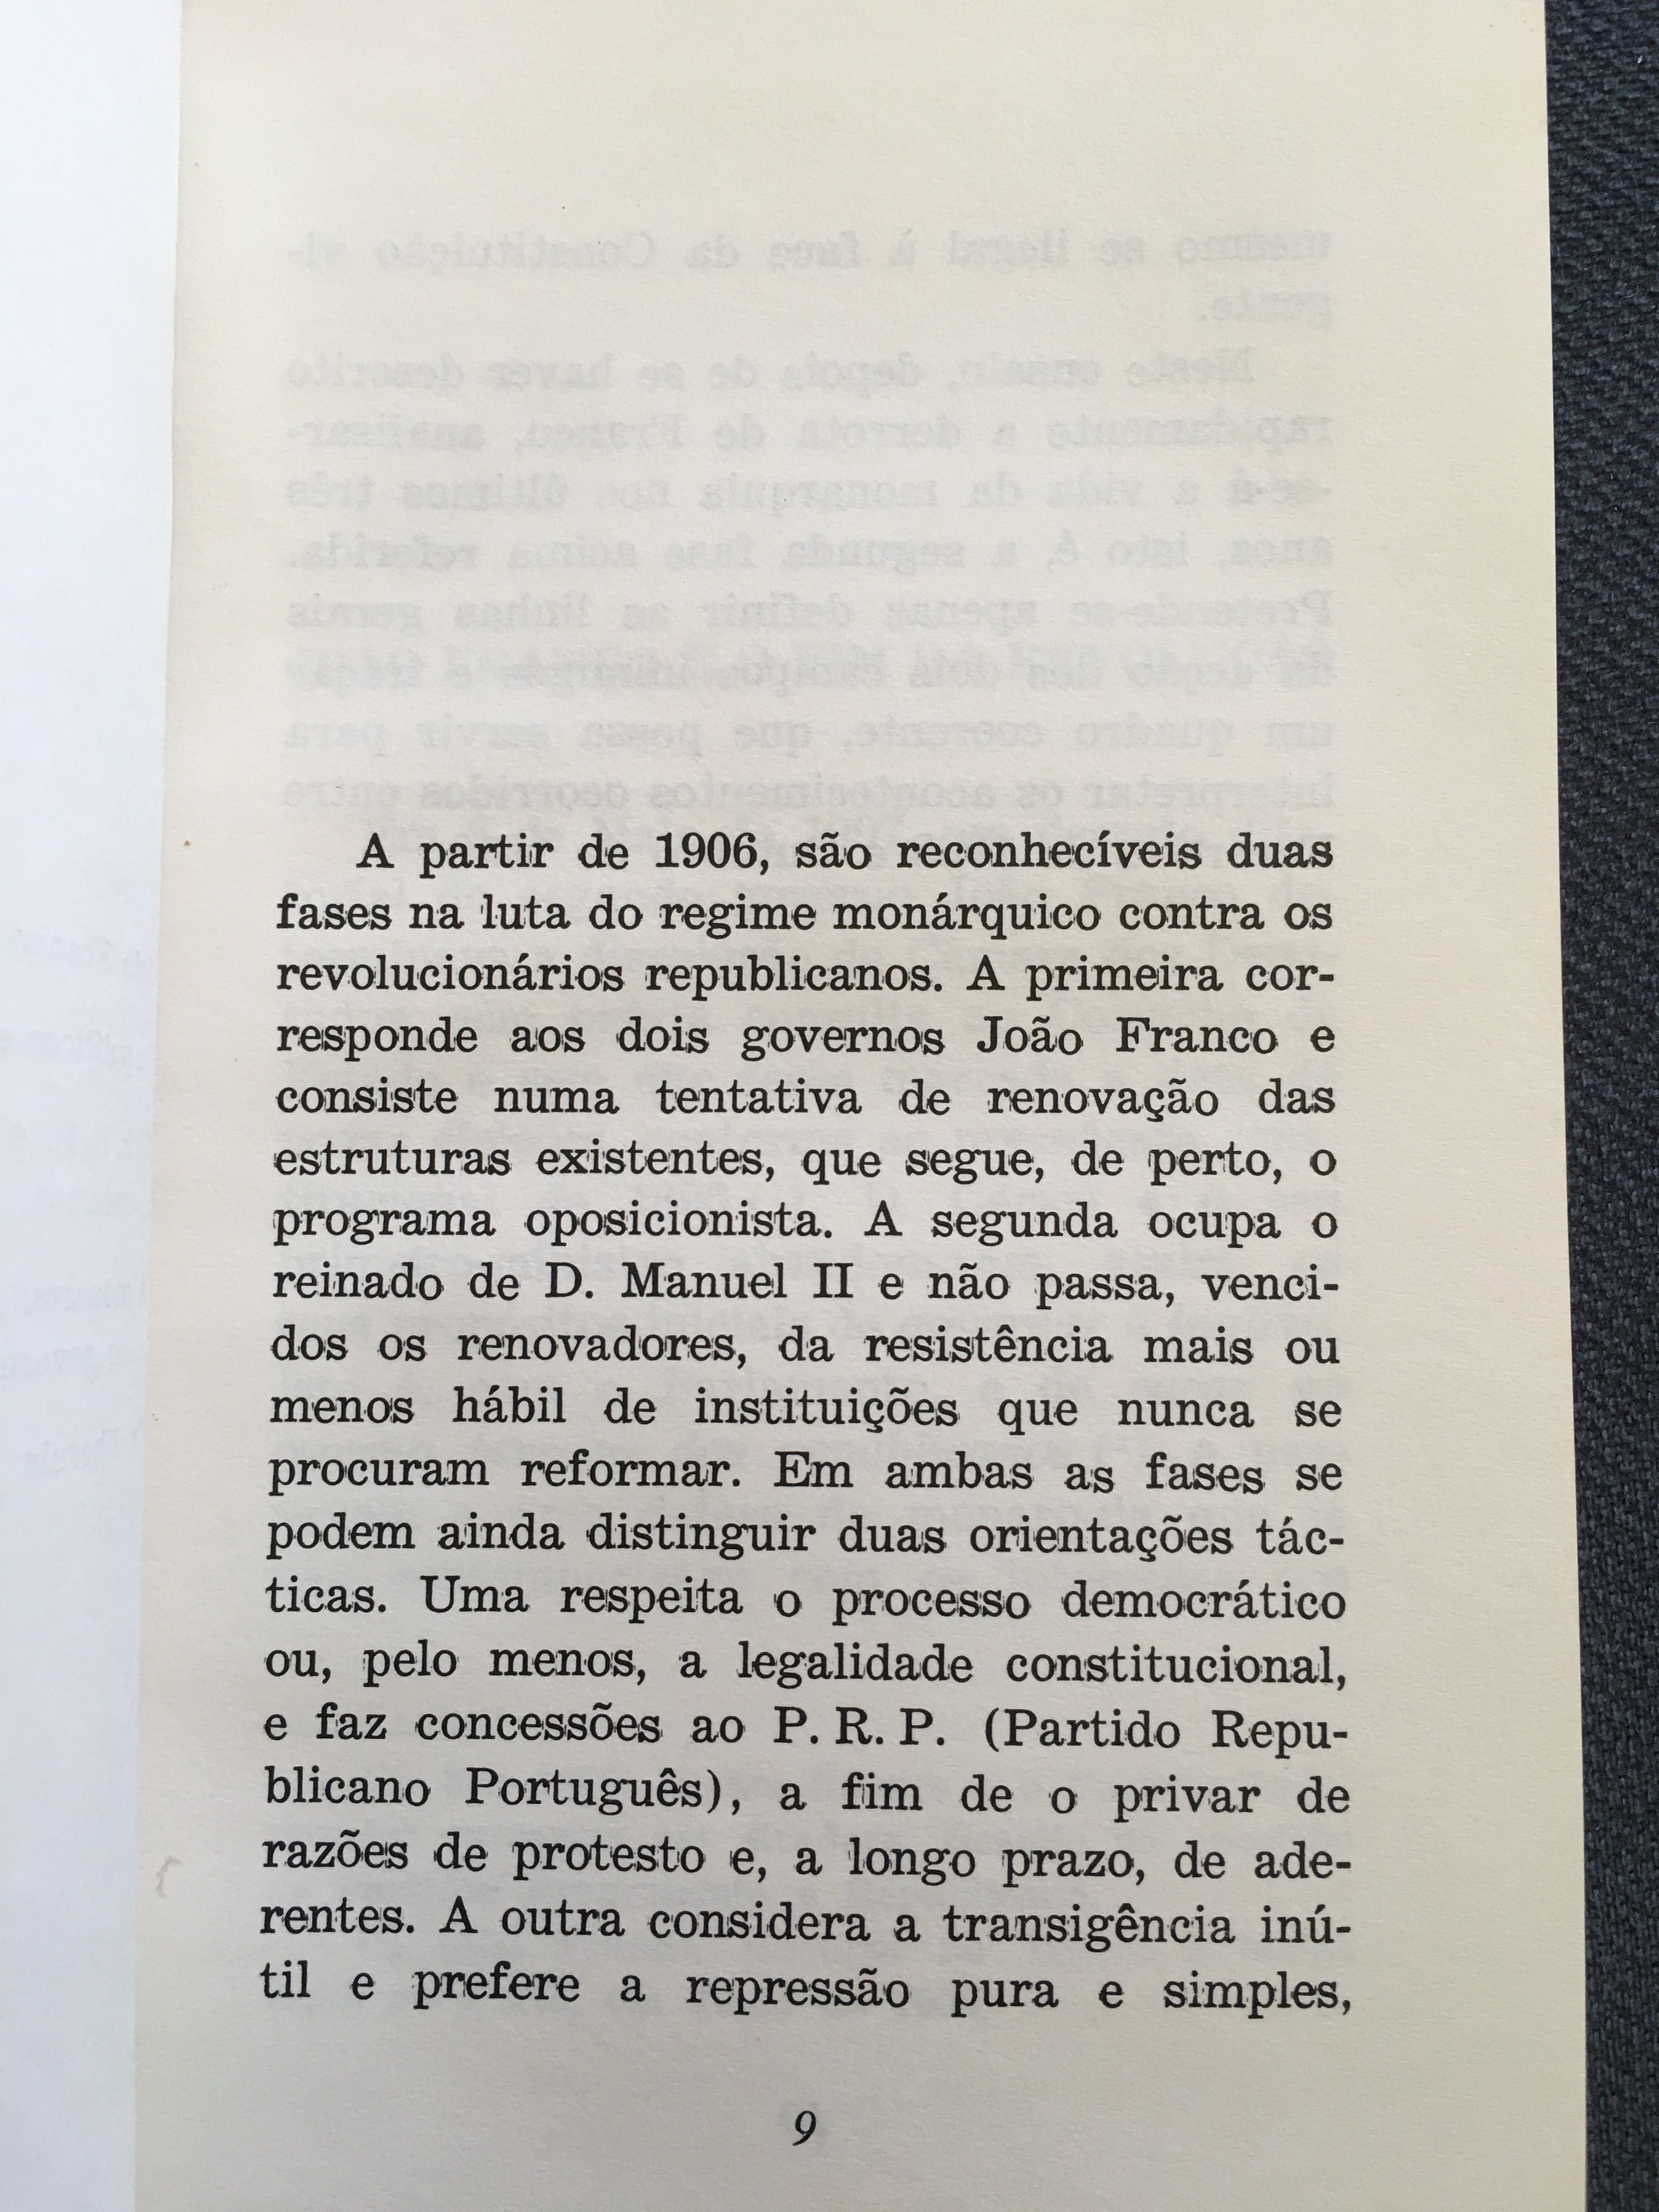 A partir de 1906, são reconhecíveis duas
fases na luta do regime monárquico contra os
revolucionários republicanos. A primeira cor-
responde aos dois governos João Franco e
consiste numa tentativa de renovação das
estruturas existentes, que segue, de perto, o
programa oposicionista. A segunda ocupa o
reinado de D. Manuel II e não passa, venci-
dos os renovadores, da resistência mais ou
menos hábil de instituições que nunca se
procuram reformar. Em ambas as fases se
podem ainda distinguir duas orientações tác-
ticas. Uma respeita o processo democrático
ou, pelo menos, a legalidade constitucional,
e faz concessões ao P. R. P. (Partido Repu-
blicano Português), a fim de o privar de
razões de protesto e, a longo prazo, de ade-
rentes. A outra considera a transigência inú-
til e prefere a repressão pura e simples,
9